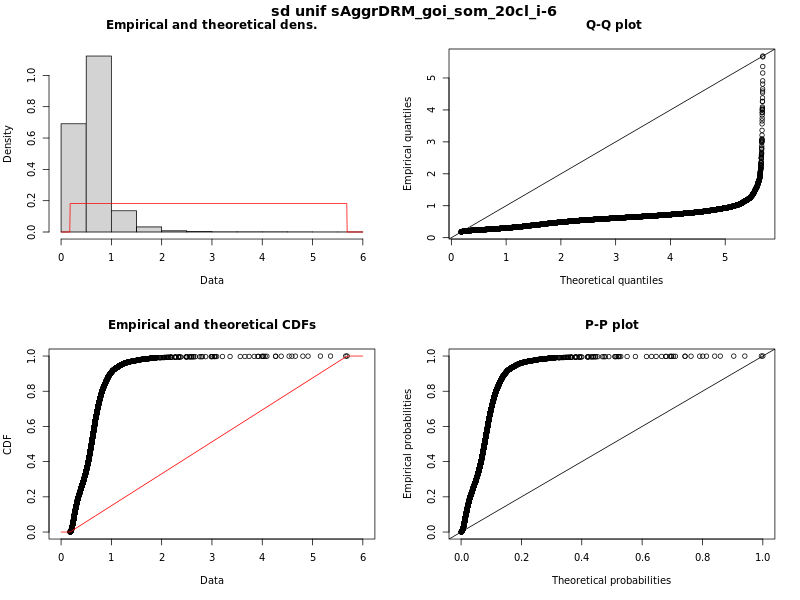 sd unif sAggrDRM_goi_som_20cl_i-6
Empirical and theoretical dens.
Density
0.0 0.2 0.4 0.6 0.8 1.0
0 1 2 3 4 5 6
Data
Q-Q plot
Empirical quantiles
0 1 2 3 4 5
0 1 2 3 4 5
Theoretical quantiles
Empirical and theoretical CDFs
CDF
0.0 0.2 0.4 0.6 0.8 1.0
0 1 2 3 4 5 6
Data
P-P plot
Empirical probabilities
0.0 0.2 0.4 0.6 0.8 1.0
0.0 0.2 0.4 0.6 0.8 1.0
Theoretical probabilities